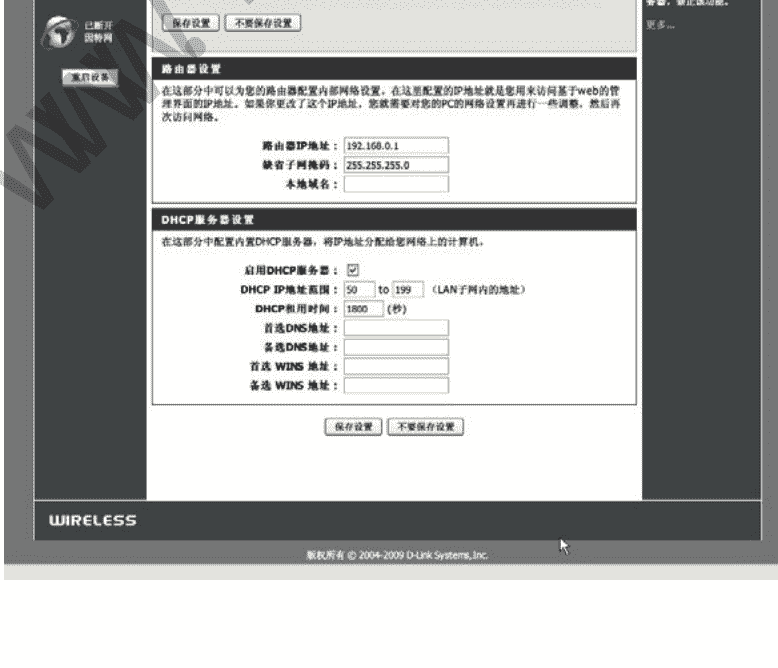 务器，禁止该功能。
更多...
保存设置 不要保存设置
已断开
因特网
重启设备
路由器设置
在这部分中可以为您的路由器配置内部网络设置。在这里配置的IP地址就是您用来访问基于web的管
理界面的IP地址。如果你更改了这个IP地址，您就需要对您的PC的网络设置再进行一些调整，然后再
次访问网络。
路由器IP地址： 192.168.0.1
缺省子网掩码： 255.255.255.0
本地域名：
DHCP服务器设置
在这部分中配置内置DHCP服务器，将IP地址分配给您网络上的计算机。
启用DHCP服务器：
DHCP IP地址范围： 50 to 199 （LAN子网内的地址）
DHCP租用时间： 1800 (秒)
首选DNS地址：
备选DNS地址：
首选 WINS 地址：
备选 WINS 地址：
保存设置 不要保存设置
WIRELESS
版权所有 © 2004-2009 D-Link Systems, Inc.
WWW.